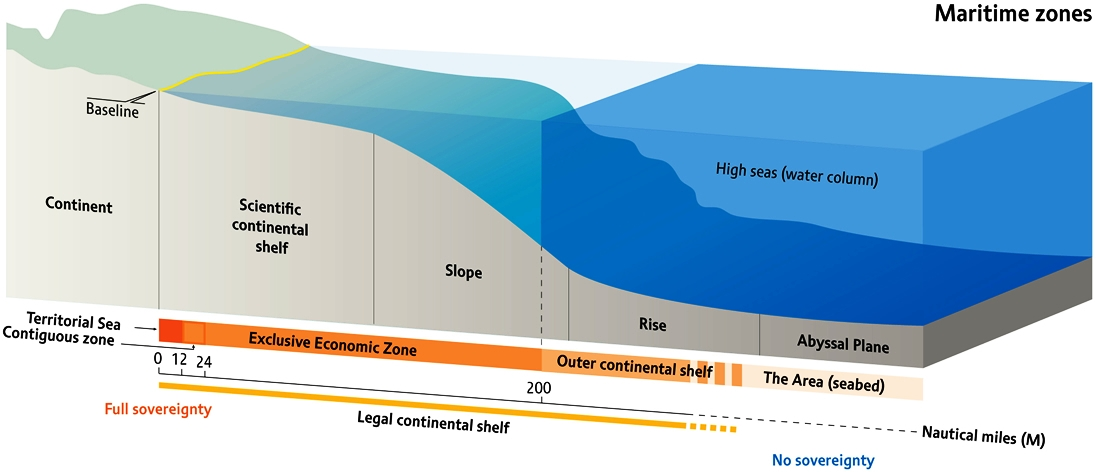 Maritime zones
Baseline
High seas (water column)
Continent
Scientific
continental
shelf
Slope
Rise
Abyssal Plane
Territorial Sea
Contiguous zone
Exclusive Economic Zone
Outer continental shelf
The Area (seabed)
0 12 24
200
Full sovereignty
Legal continental shelf
Nautical miles (M)
No sovereignty